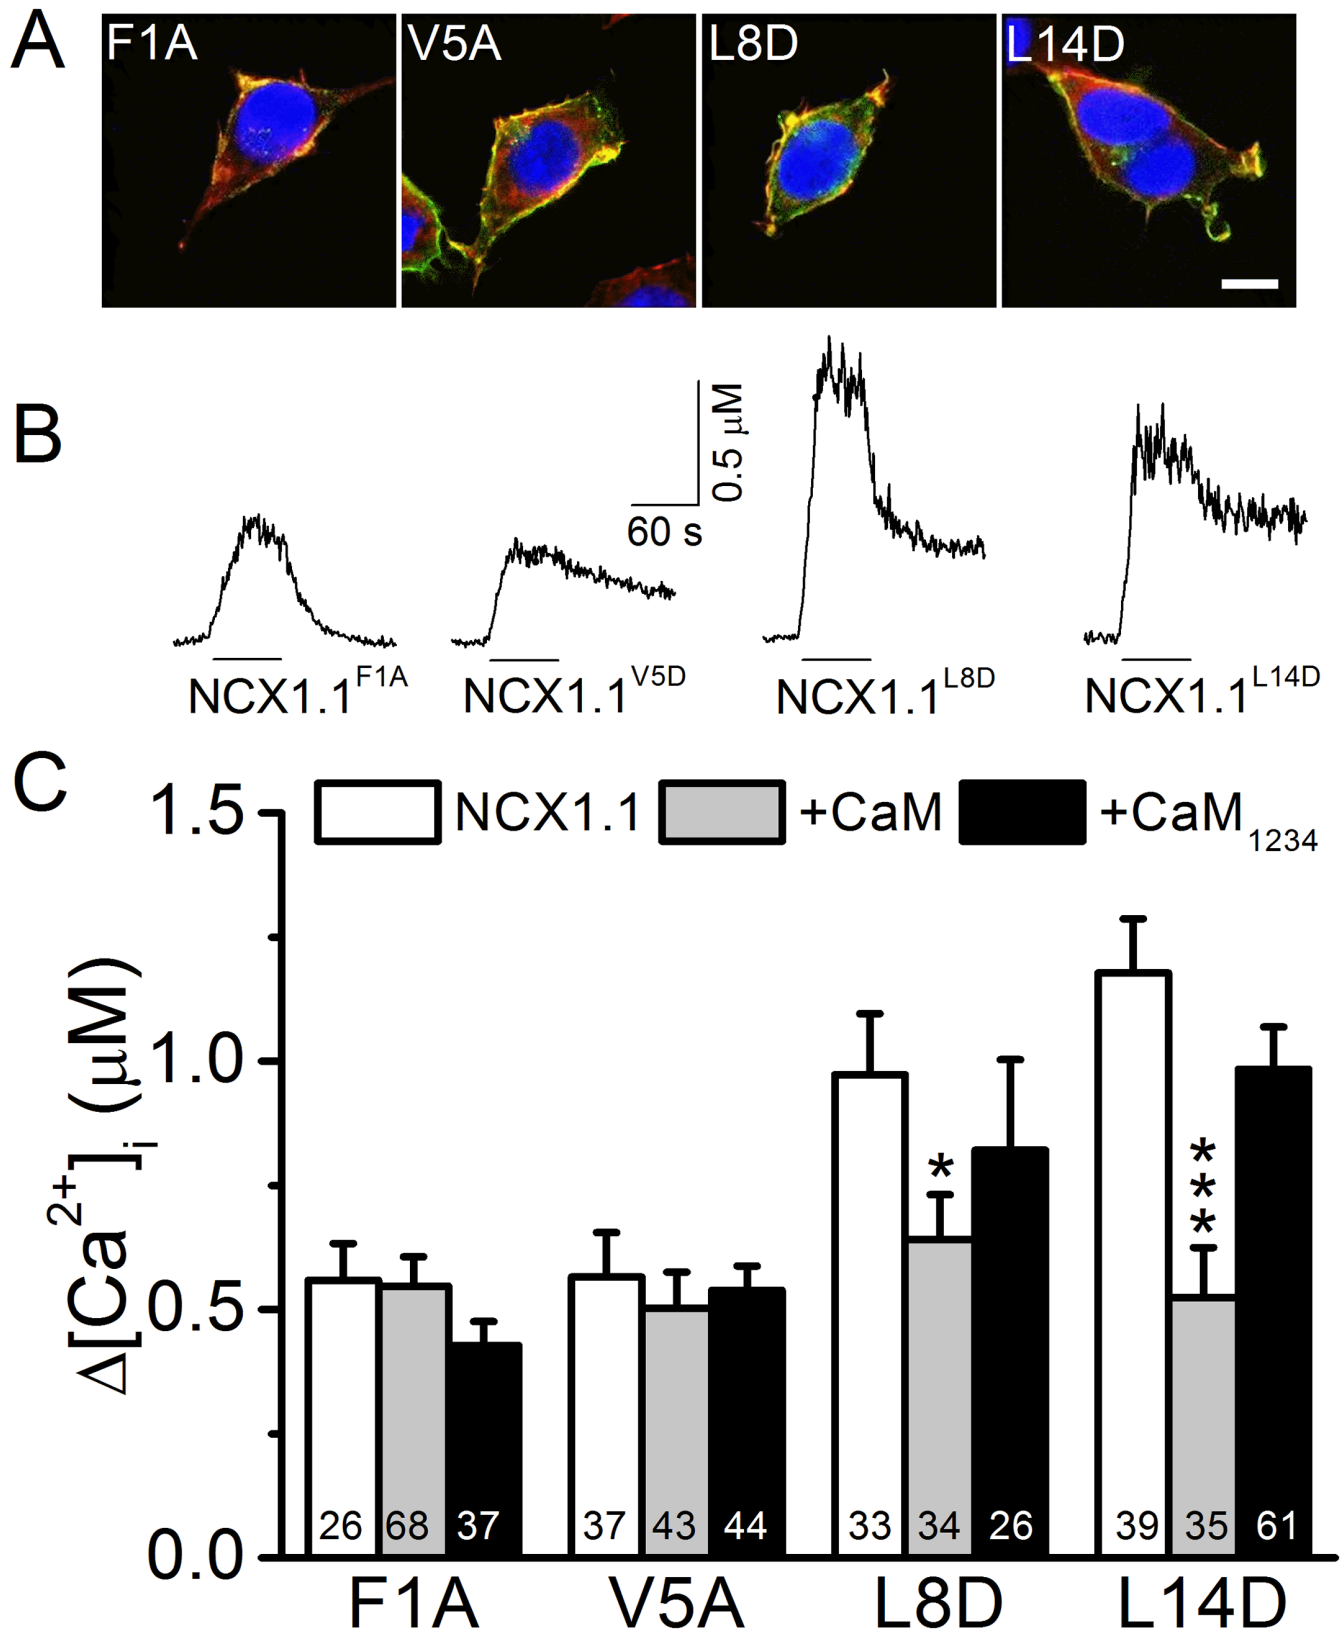 A
F1A V5A L8D L14D
B
0.5 μM
60 s
NCX1.1F1A NCX1.1V5D NCX1.1L8D NCX1.1L14D
C
NCX1.1 +CaM +CaM1234
Δ[Ca2+]i (μM)
1.5
1.0
0.5
0.0
*
***
26 68 37 37 43 44 33 34 26 39 35 61
F1A V5A L8D L14D